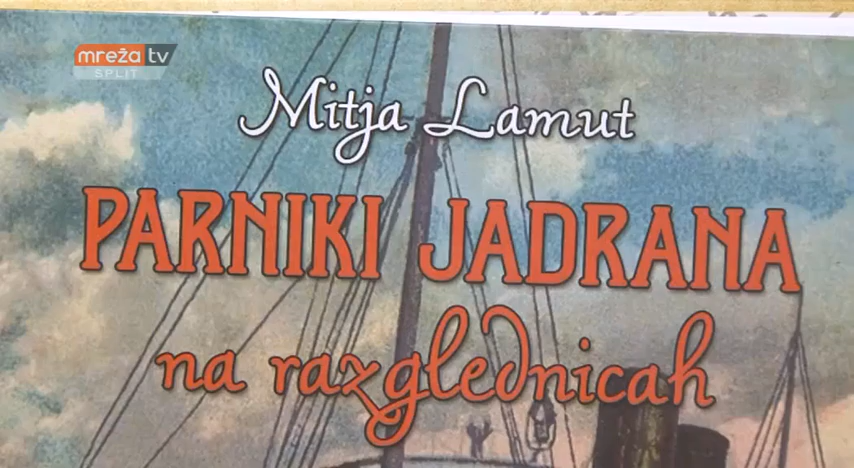 mreža tv
SPLIT
Mitja Lamut
PARNIKI JADRANA
na razglednicah